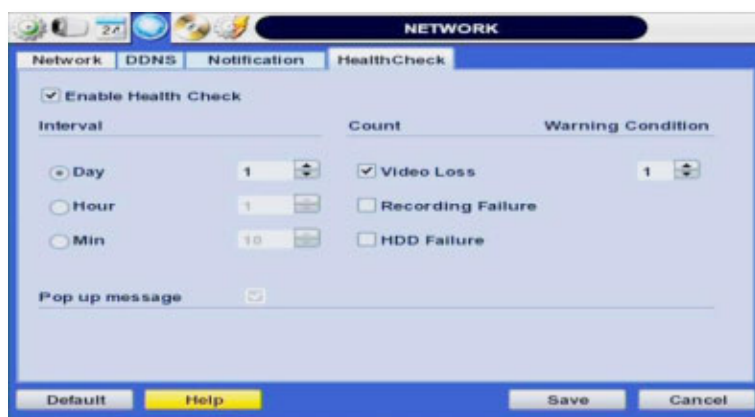 NETWORK
Network DDNS Notification HealthCheck
Enable Health Check
Interval Count Warning Condition
Day 1 Video Loss 1
Hour 1 Recording Failure
Min 10 HDD Failure
Pop up message
Default Help Save Cancel